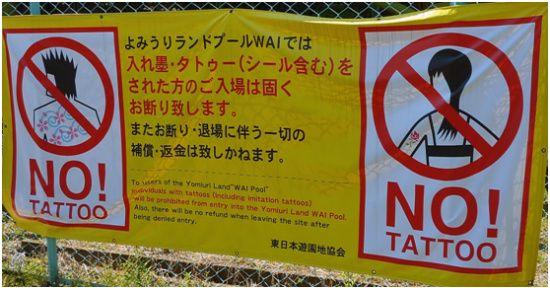 NO!
TATTOO
よみうりランドプールWAIでは
入れ墨・タトゥー(シール含む)を
された方のご入場は固く
お断り致します。
またお断り・退場に伴う一切の
補償・返金は致しかねます。
To users of the Yomiuri Land"WAI Pool"
Individuals with tattoos (including imitation tattoos)
will be prohibited from entry into the Yomiuri Land WAI Pool.
Also, there will be no refund when leaving the site after
being denied entry.
東日本遊園地協会
NO!
TATTOO